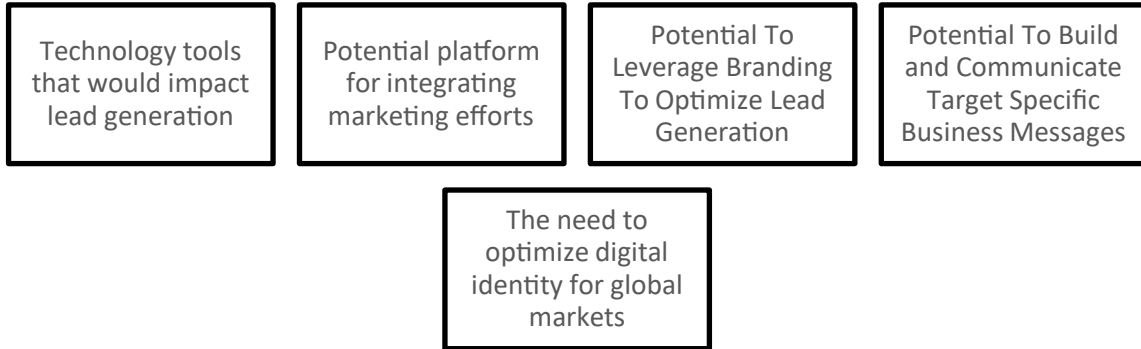 Technology tools
that would impact
lead generation
Potential platform
for integrating
marketing efforts
Potential To
Leverage Branding
To Optimize Lead
Generation
Potential To Build
and Communicate
Target Specific
Business Messages
The need to
optimize digital
identity for global
markets